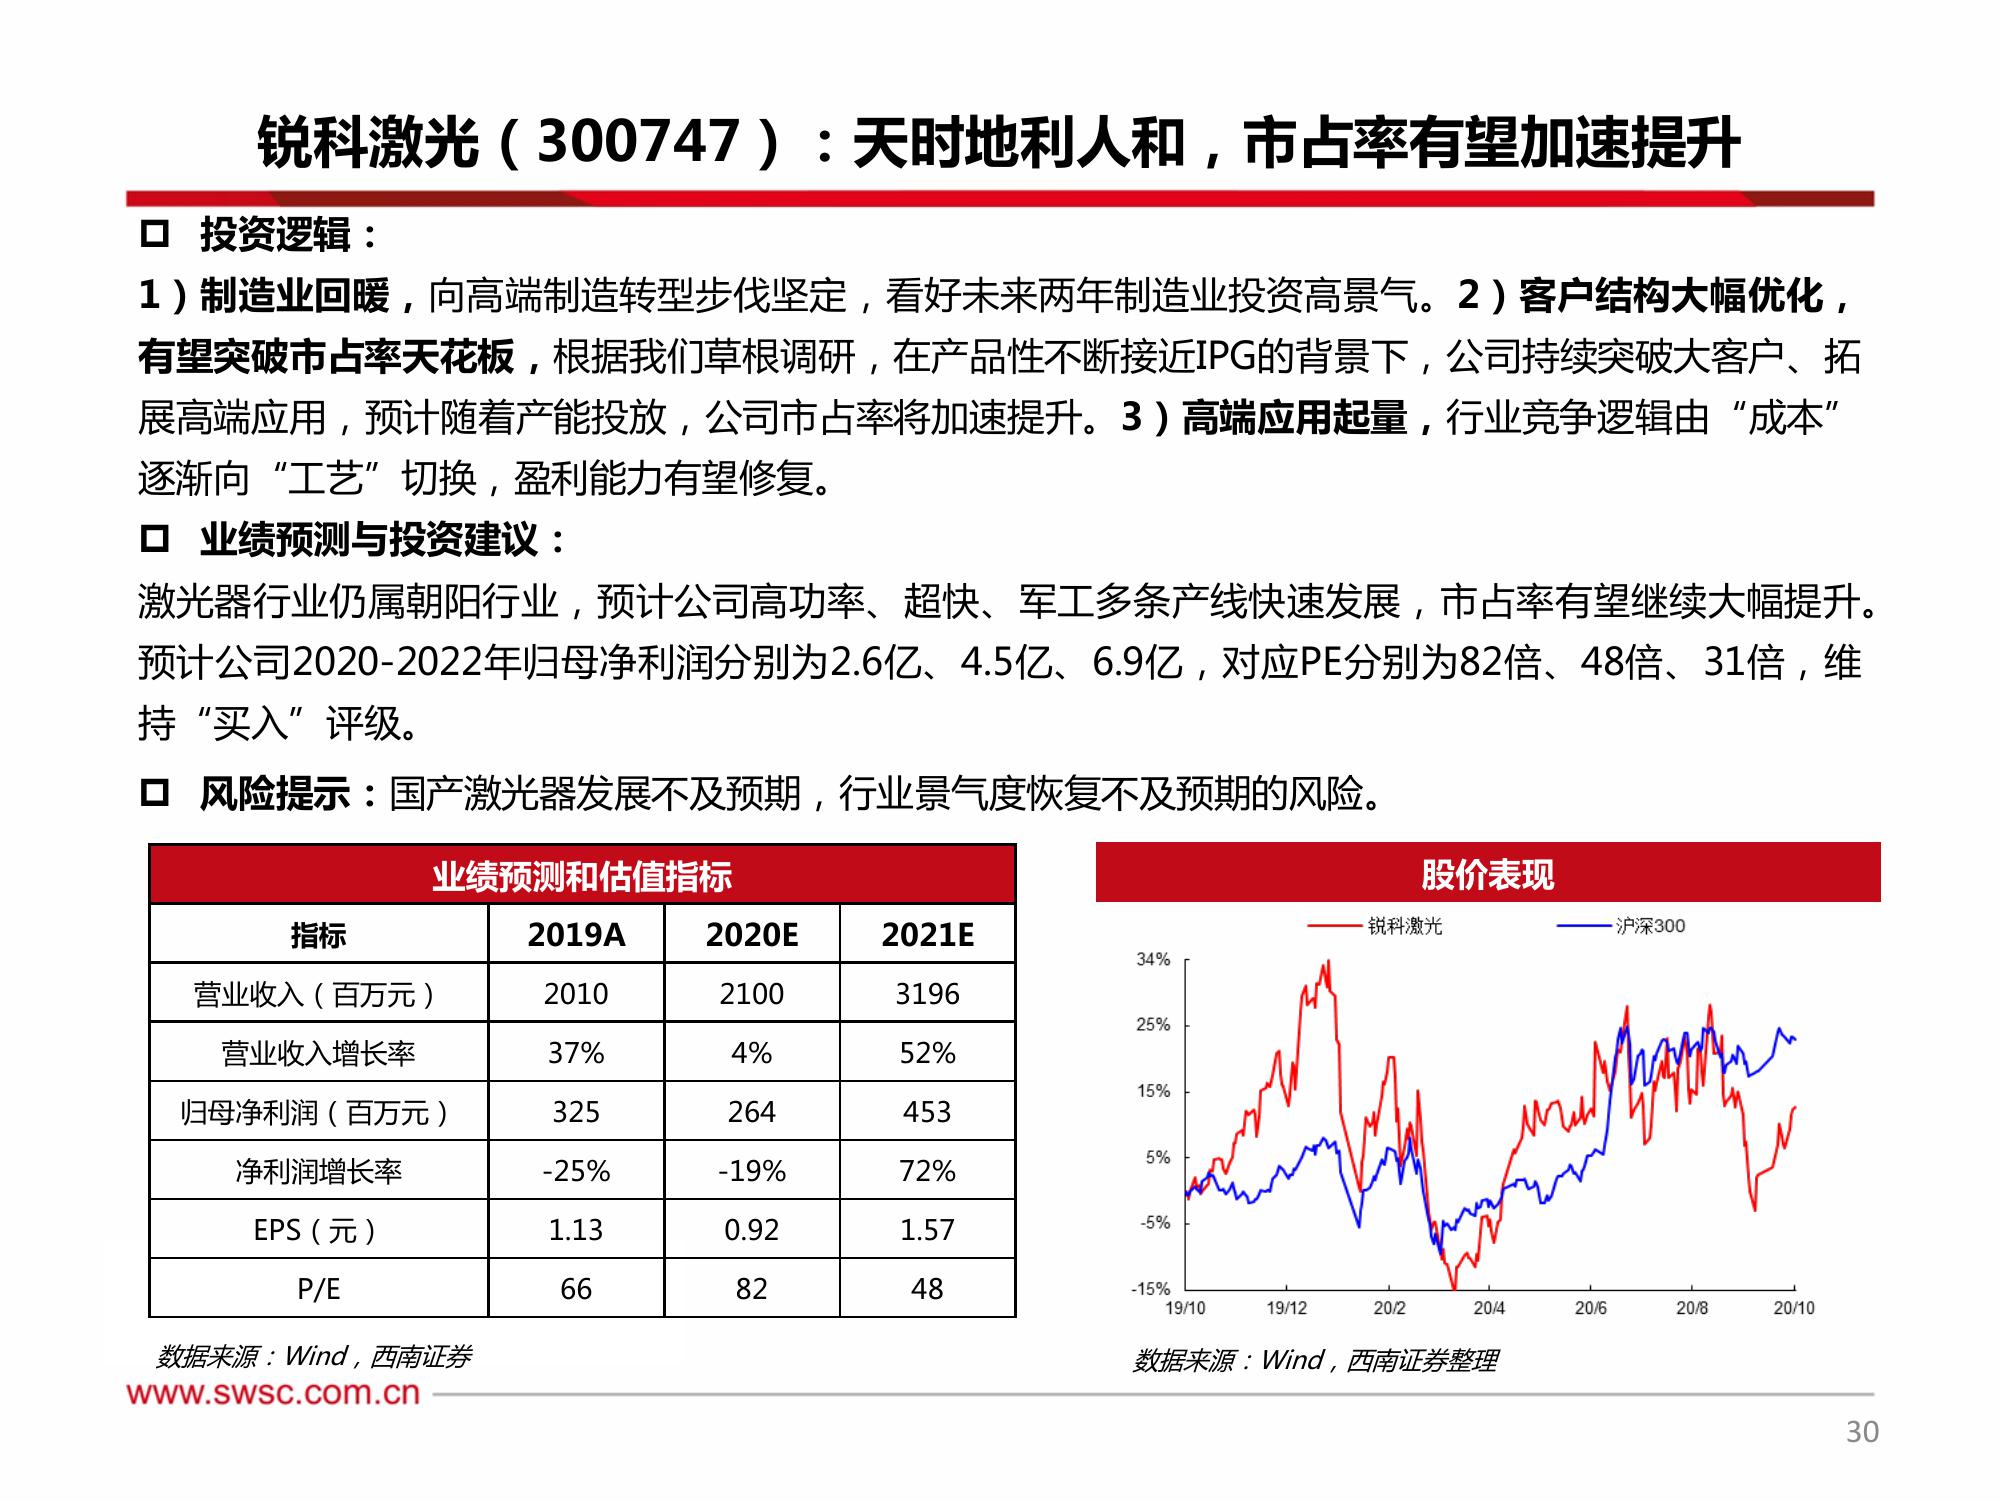 锐科激光（300747）：天时地利人和，市占率有望加速提升
投资逻辑：
1）制造业回暖，向高端制造转型步伐坚定，看好未来两年制造业投资高景气。2）客户结构大幅优化，
有望突破市占率天花板，根据我们草根调研，在产品性不断接近IPG的背景下，公司持续突破大客户、拓
展高端应用，预计随着产能投放，公司市占率将加速提升。3）高端应用起量，行业竞争逻辑由“成本”
逐渐向“工艺”切换，盈利能力有望修复。
业绩预测与投资建议：
激光器行业仍属朝阳行业，预计公司高功率、超快、军工多条产线快速发展，市占率有望继续大幅提升。
预计公司2020-2022年归母净利润分别为2.6亿、4.5亿、6.9亿，对应PE分别为82倍、48倍、31倍，维
持“买入”评级。
风险提示：国产激光器发展不及预期，行业景气度恢复不及预期的风险。
业绩预测和估值指标
指标 2019A 2020E 2021E
营业收入（百万元） 2010 2100 3196
营业收入增长率 37% 4% 52%
归母净利润（百万元） 325 264 453
净利润增长率 -25% -19% 72%
EPS（元） 1.13 0.92 1.57
P/E 66 82 48
数据来源：Wind，西南证券
股价表现
锐科激光 沪深300
34%
25%
15%
5%
-5%
-15%
19/10 19/12 20/2 20/4 20/6 20/8 20/10
数据来源：Wind，西南证券整理
www.swsc.com.cn
30